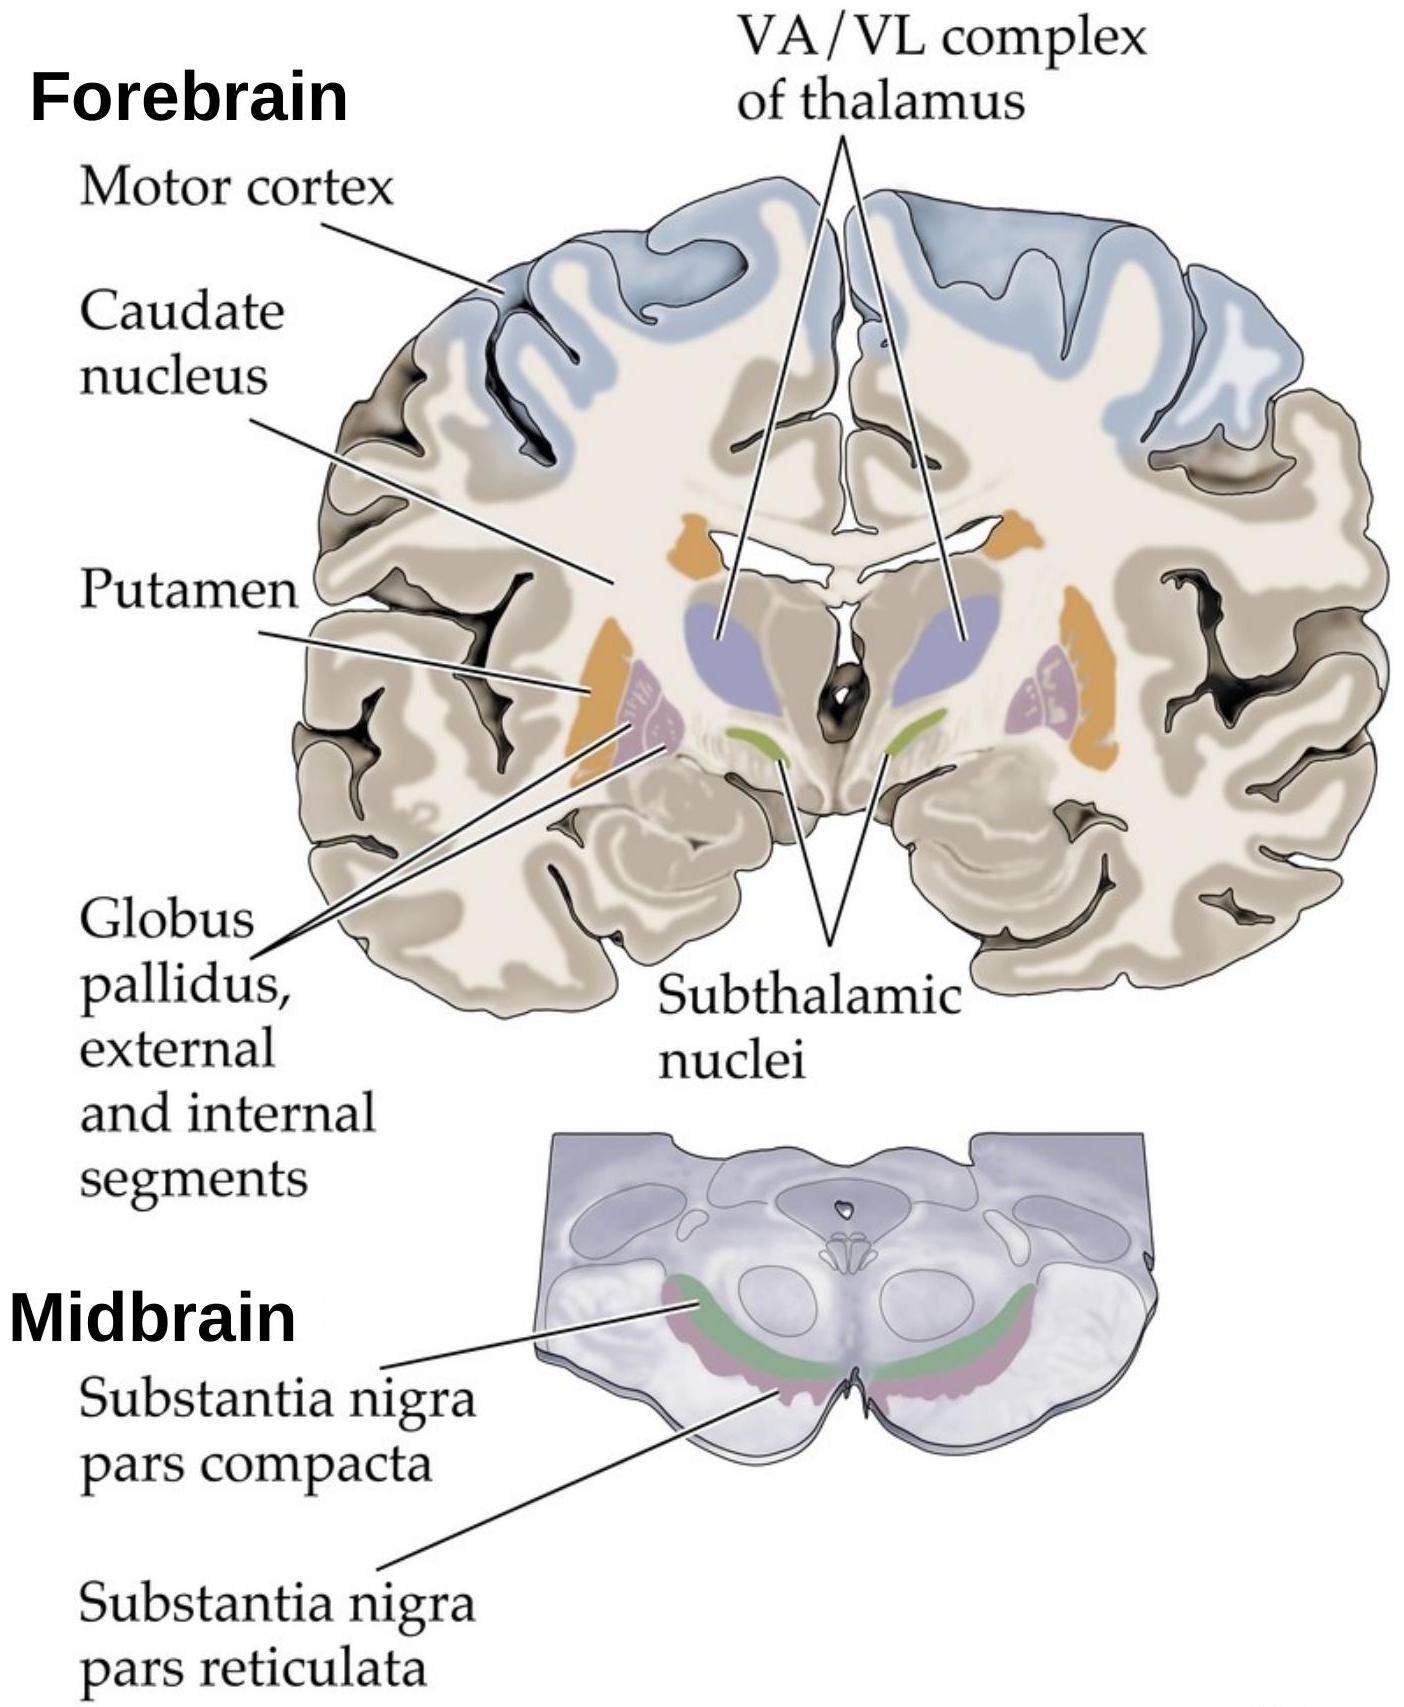 VA/VL complex
of thalamus
Forebrain
Motor cortex
Caudate
nucleus
Putamen
Globus
pallidus,
external
and internal
segments
Subthalamic
nuclei
Midbrain
Substantia nigra
pars compacta
Substantia nigra
pars reticulata